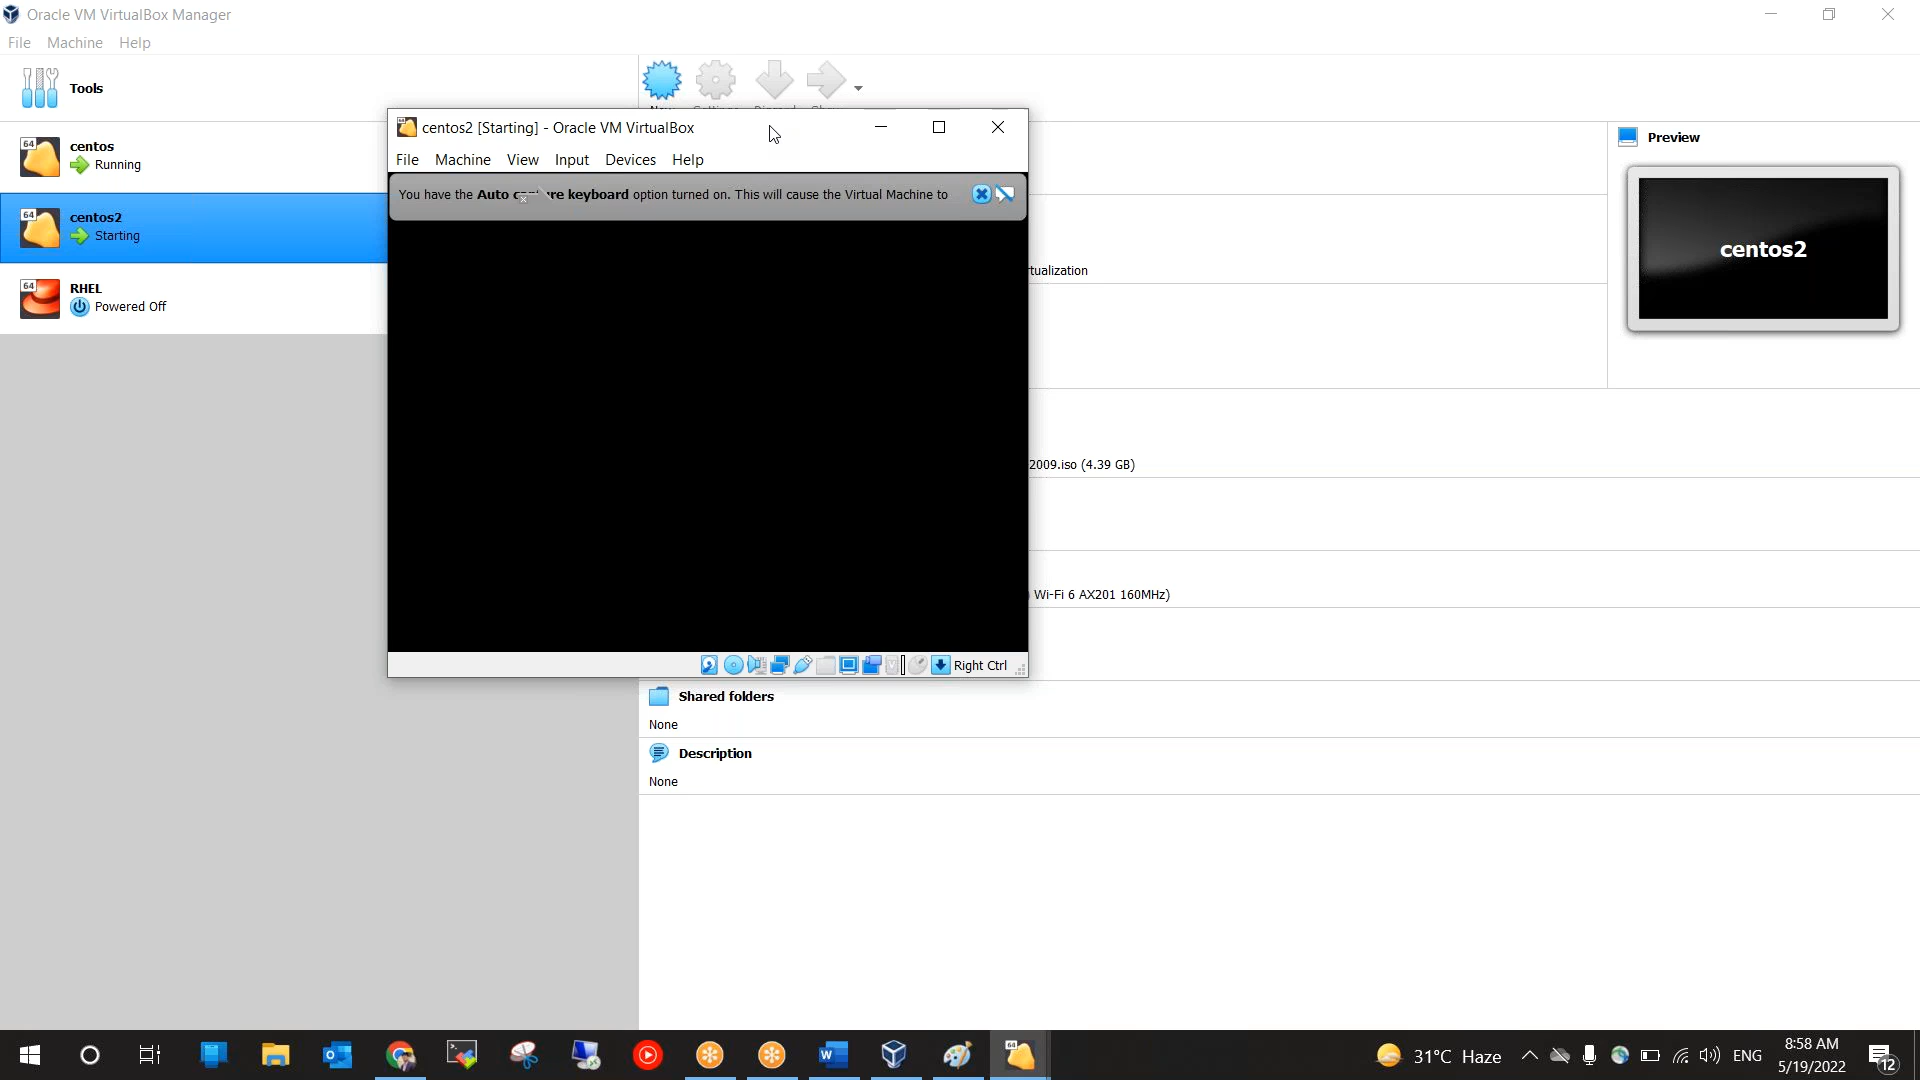 Oracle VM VirtualBox Manager
File Machine Help
Tools
centos
Running
centos2
Starting
RHEL
Powered Off
centos2 [Starting] - Oracle VM VirtualBox
File Machine View Input Devices Help
You have the Auto capture keyboard option turned on. This will cause the Virtual Machine to
Right Ctrl
Preview
centos2
rtualization
2009.iso (4.39 GB)
Wi-Fi 6 AX201 160MHz)
Shared folders
None
Description
None
31°C Haze
ENG
8:58 AM
5/19/2022
12